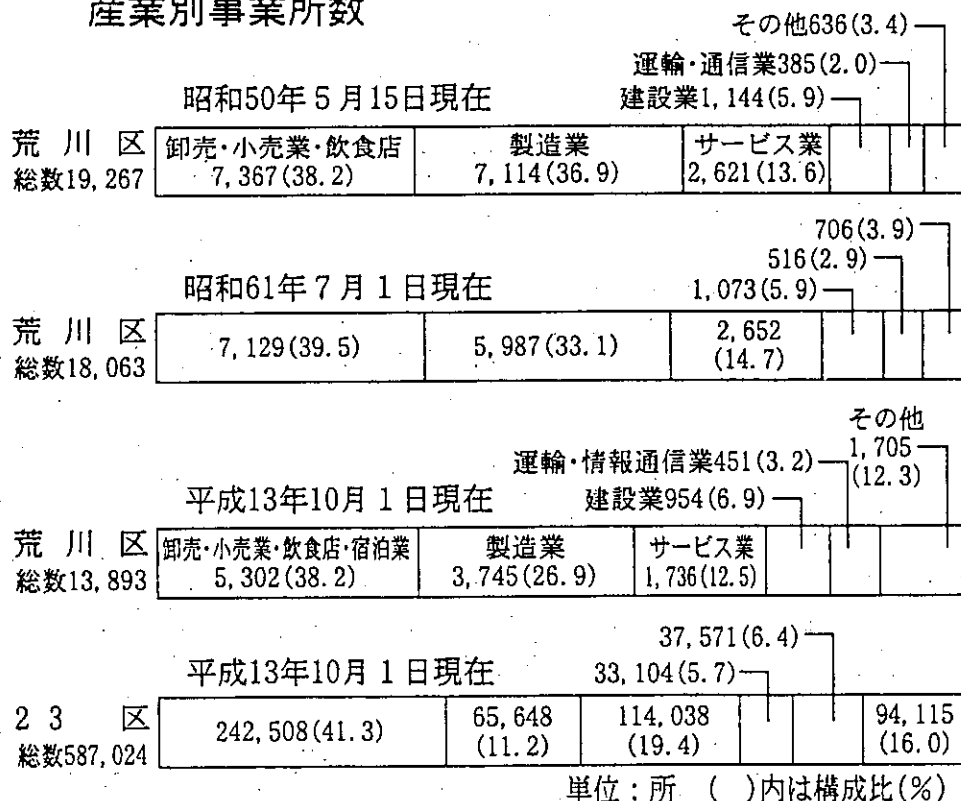 産業別事業所数
その他636(3.4)
運輸・通信業385(2.0)
昭和50年5月15日現在
建設業1,144(5.9)
荒川区
総数19,267
卸売・小売業・飲食店
7,367(38.2)
製造業
7,114(36.9)
サービス業
2,621(13.6)
706(3.9)
516(2.9)
昭和61年7月1日現在
1,073(5.9)
荒川区
総数18,063
7,129(39.5)
5,987(33.1)
2,652
(14.7)
その他
1,705
(12.3)
運輸・情報通信業451(3.2)
平成13年10月1日現在
建設業954(6.9)
荒川区
総数13,893
卸売・小売業・飲食店・宿泊業
5,302(38.2)
製造業
3,745(26.9)
サービス業
1,736(12.5)
37,571(6.4)
平成13年10月1日現在
33,104(5.7)
23区
総数587,024
242,508(41.3)
65,648
(11.2)
114,038
(19.4)
94,115
(16.0)
単位：所 ( )内は構成比(%)